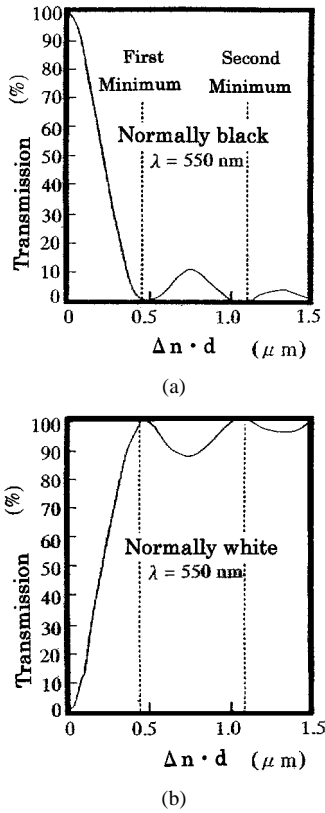 100
90
80
70
60
50
40
30
20
10
0
Transmission (%)
First Minimum
Second Minimum
Normally black
λ = 550 nm
0 0.5 1.0 1.5
Δn・d (μm)
(a)
100
90
80
70
60
50
40
30
20
10
0
Transmission (%)
Normally white
λ = 550 nm
0 0.5 1.0 1.5
Δn・d (μm)
(b)